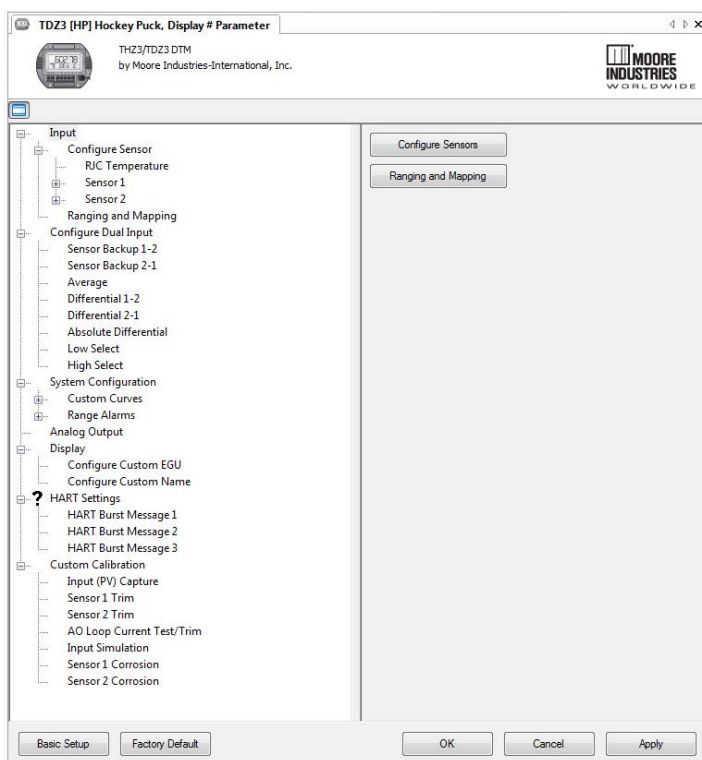 TDZ3 [HP] Hockey Puck, Display # Parameter
THZ3/TDZ3 DTM
by Moore Industries-International, Inc.
MOORE
INDUSTRIES
WORLDWIDE
Input
Configure Sensor
RJC Temperature
Sensor 1
Sensor 2
Ranging and Mapping
Configure Dual Input
Sensor Backup 1-2
Sensor Backup 2-1
Average
Differential 1-2
Differential 2-1
Absolute Differential
Low Select
High Select
System Configuration
Custom Curves
Range Alarms
Analog Output
Display
Configure Custom EGU
Configure Custom Name
? HART Settings
HART Burst Message 1
HART Burst Message 2
HART Burst Message 3
Custom Calibration
Input (PV) Capture
Sensor 1 Trim
Sensor 2 Trim
AO Loop Current Test/Trim
Input Simulation
Sensor 1 Corrosion
Sensor 2 Corrosion
Configure Sensors
Ranging and Mapping
Basic Setup
Factory Default
OK
Cancel
Apply